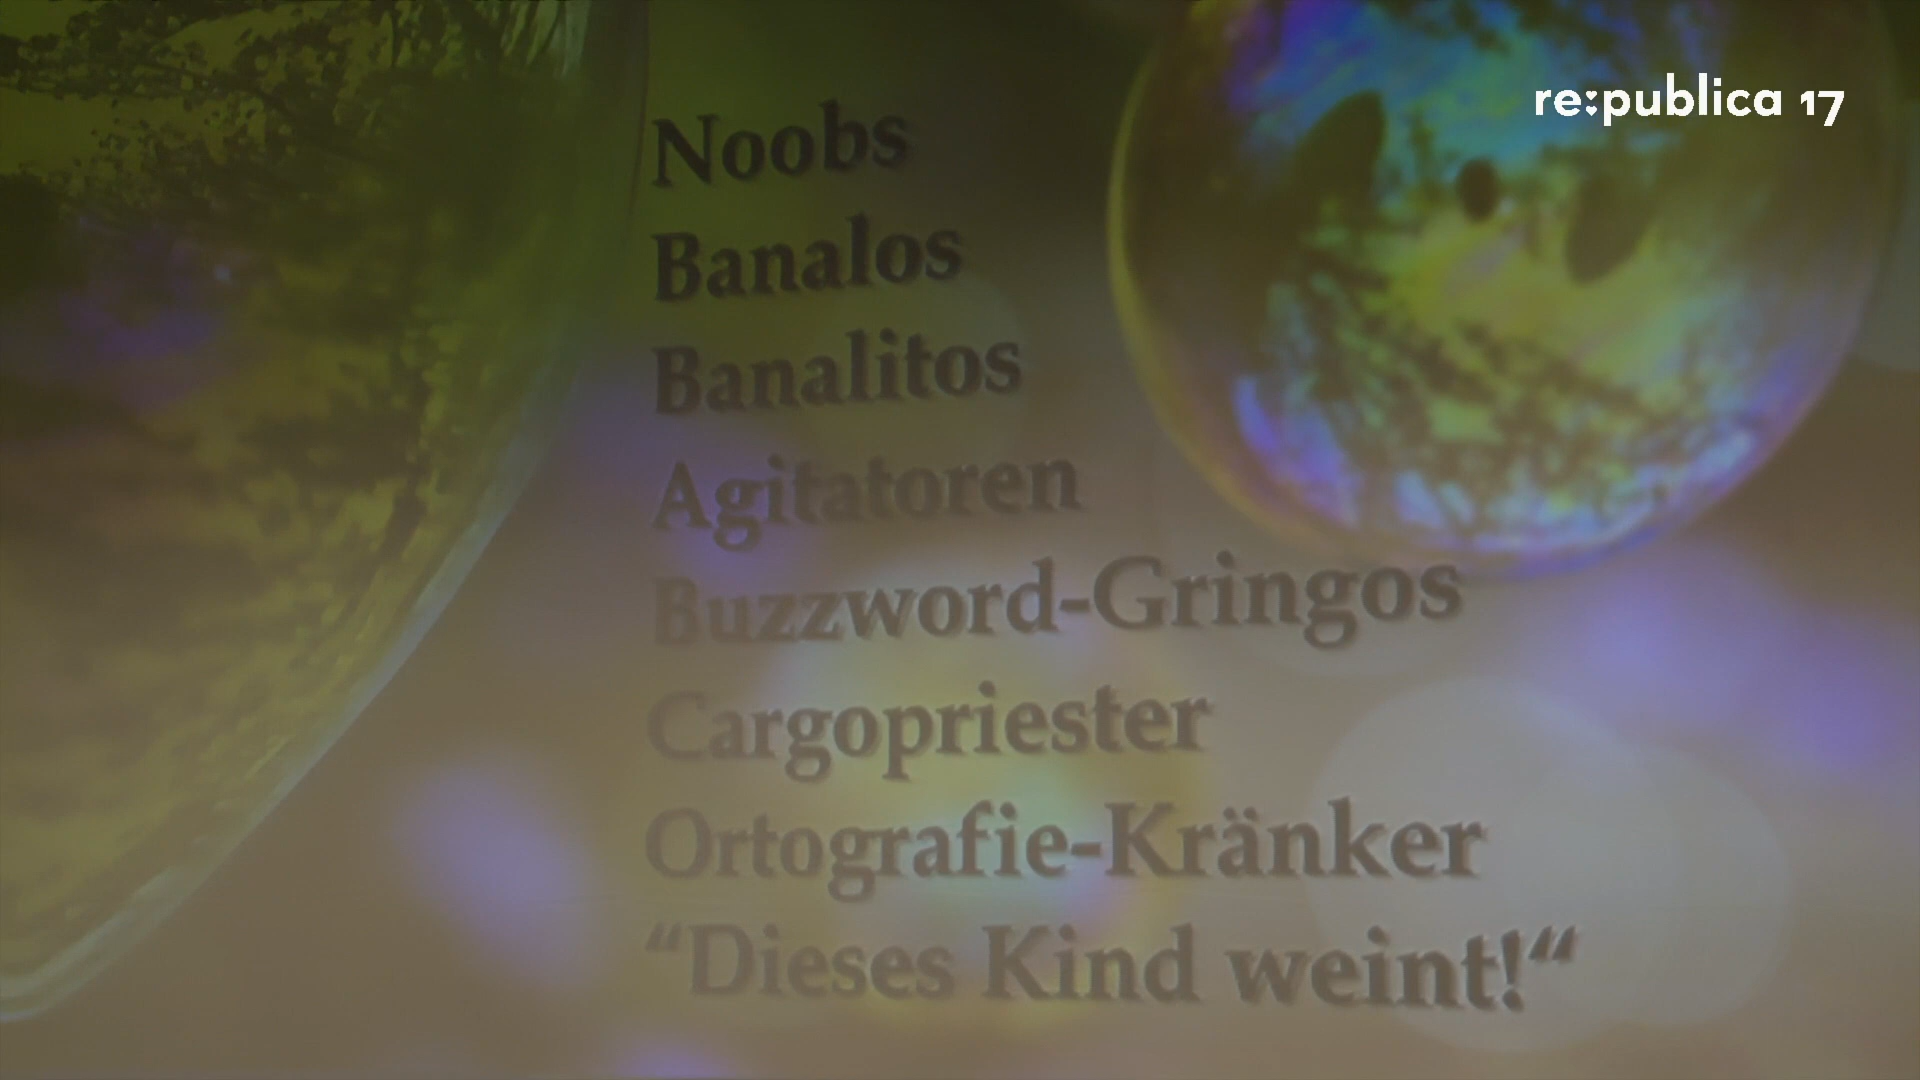 re:publica 17
Noobs
Banalos
Banalitos
Agitatoren
Buzzword-Gringos
Cargopriester
Ortografie-Kränker
“Dieses Kind weint!“